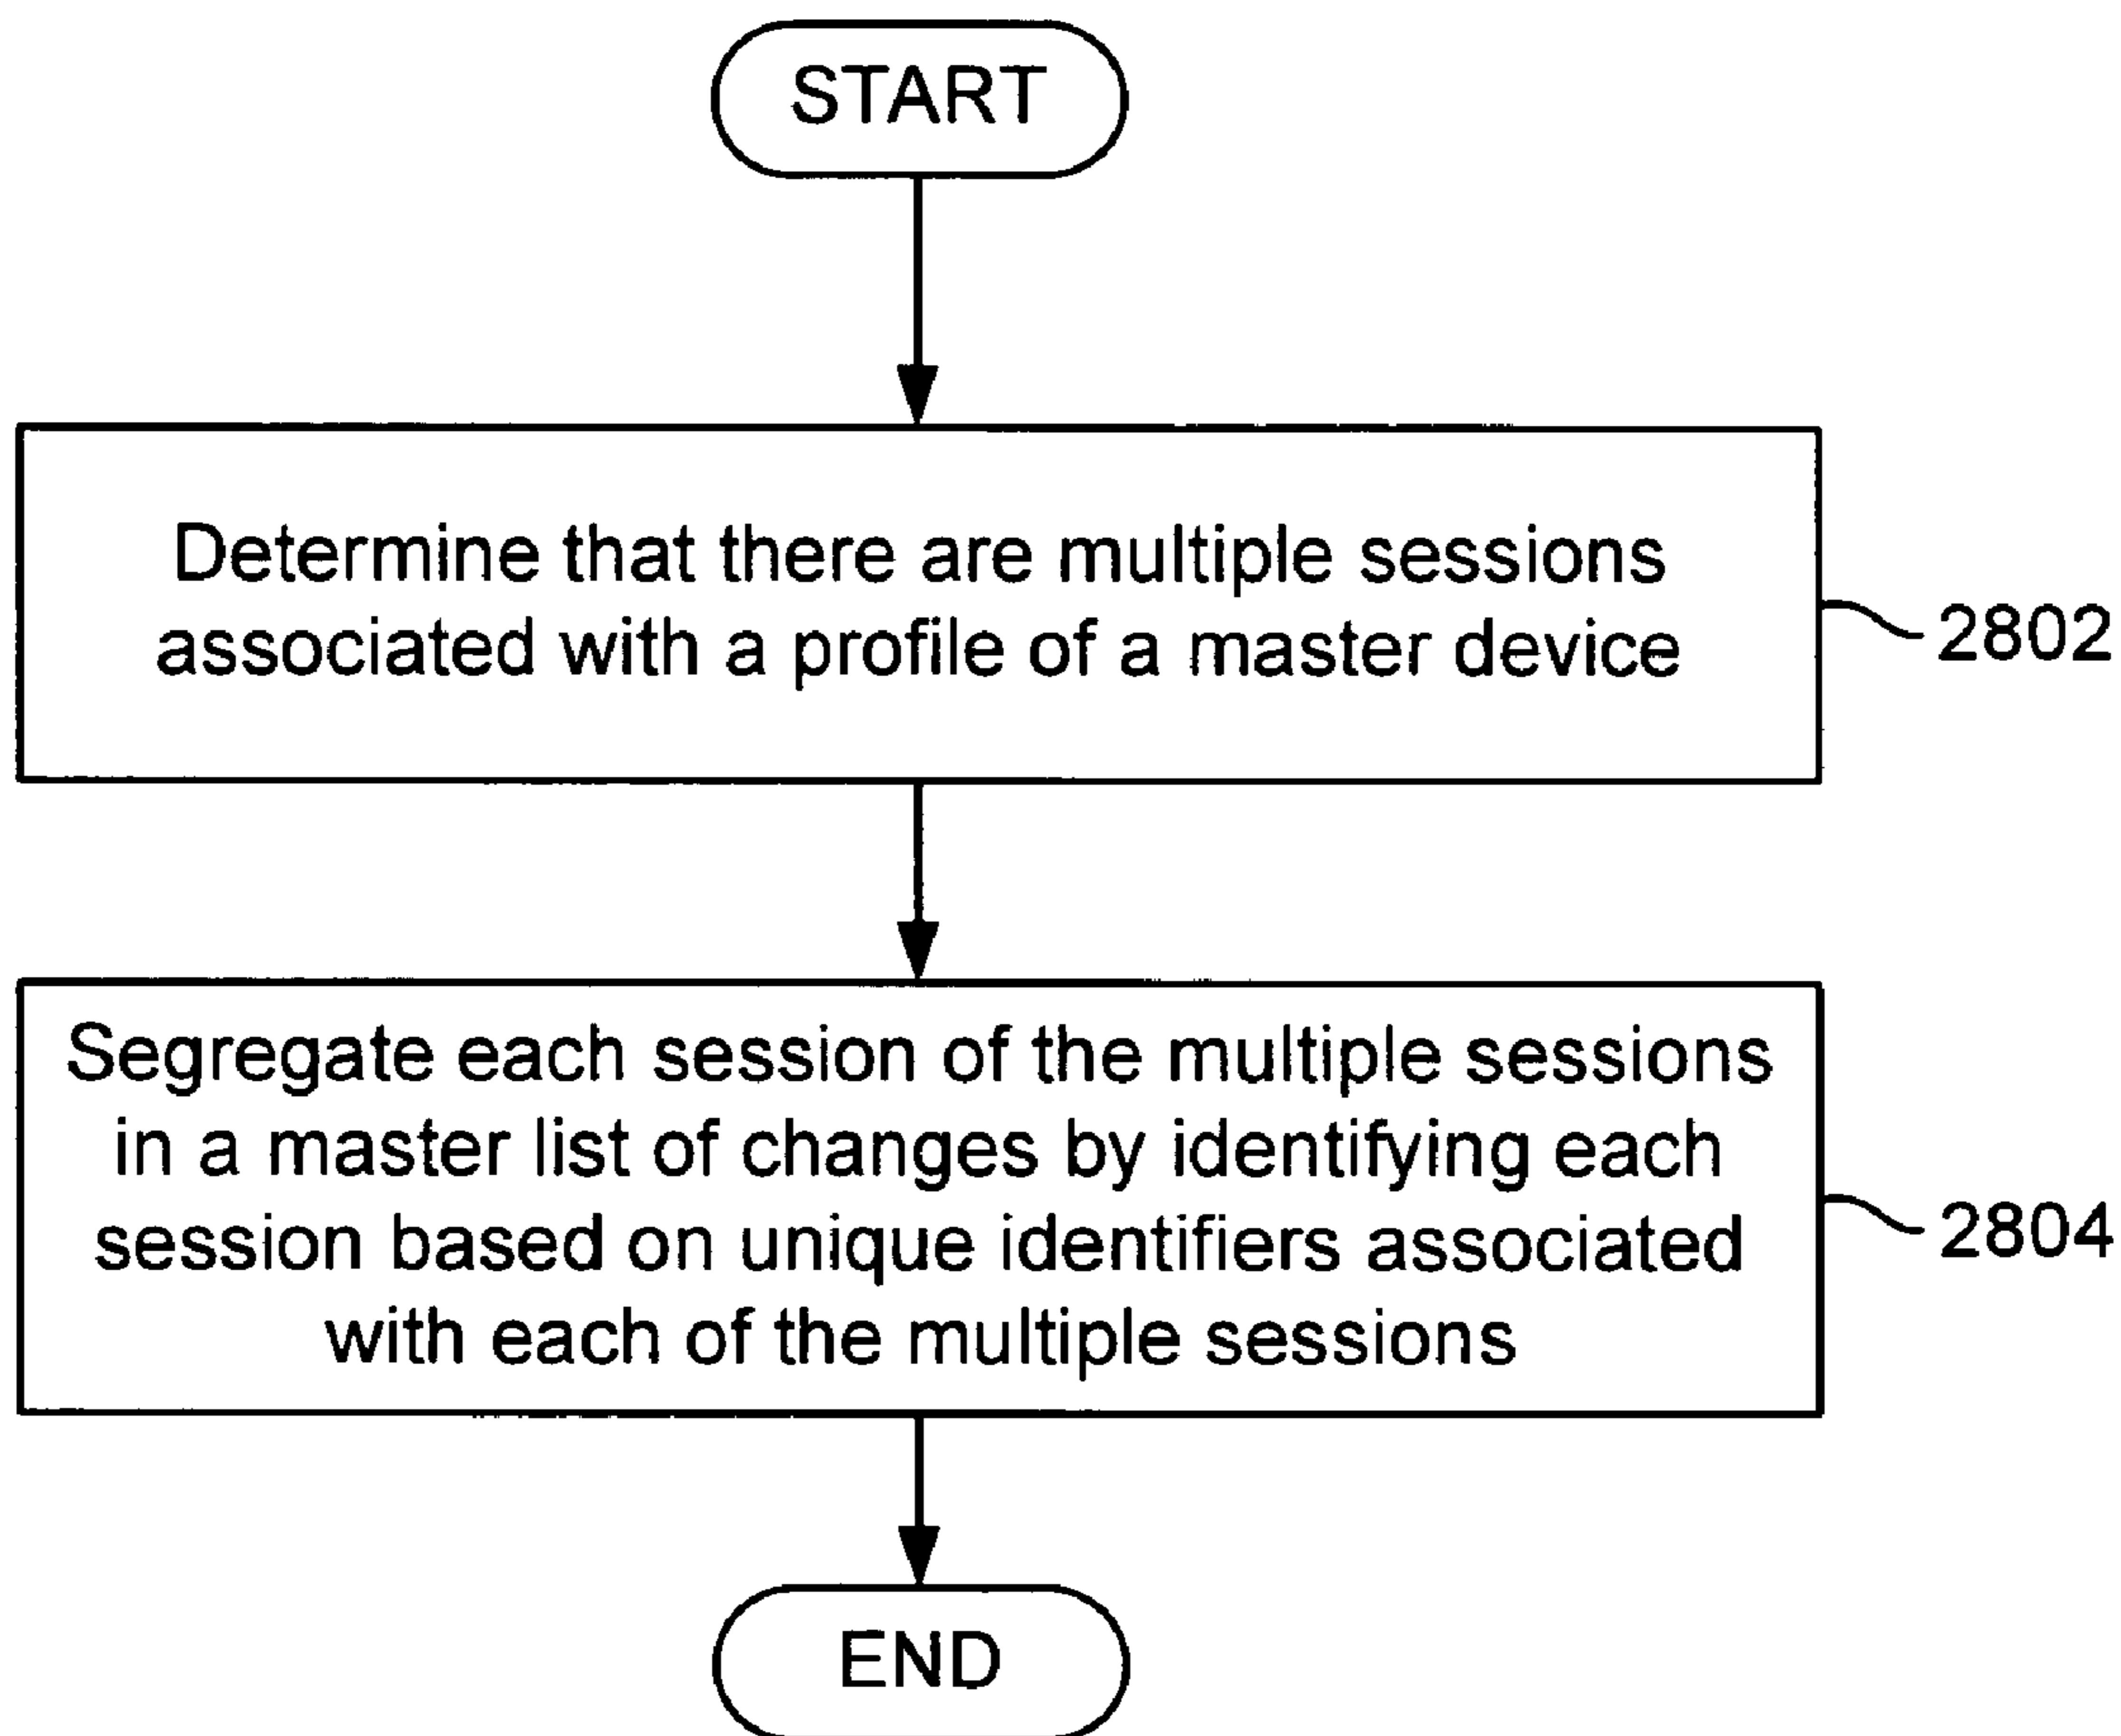 START
Determine that there are multiple sessions
associated with a profile of a master device
2802
Segregate each session of the multiple sessions
in a master list of changes by identifying each
session based on unique identifiers associated
with each of the multiple sessions
2804
END